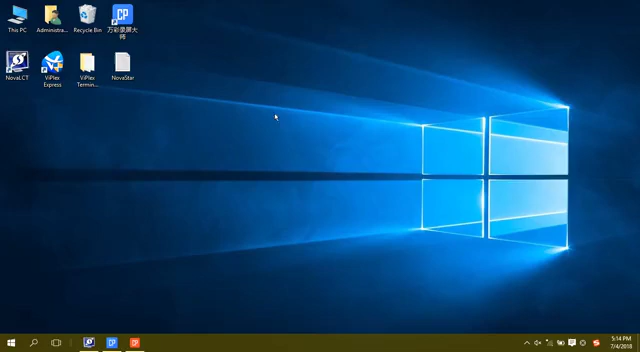 This PC
Administra...
Recycle Bin
万彩录屏大
师
NovaLCT
ViPlex
Express
ViPlex
Termin...
NovaStar
CP
5:14 PM
7/4/2018